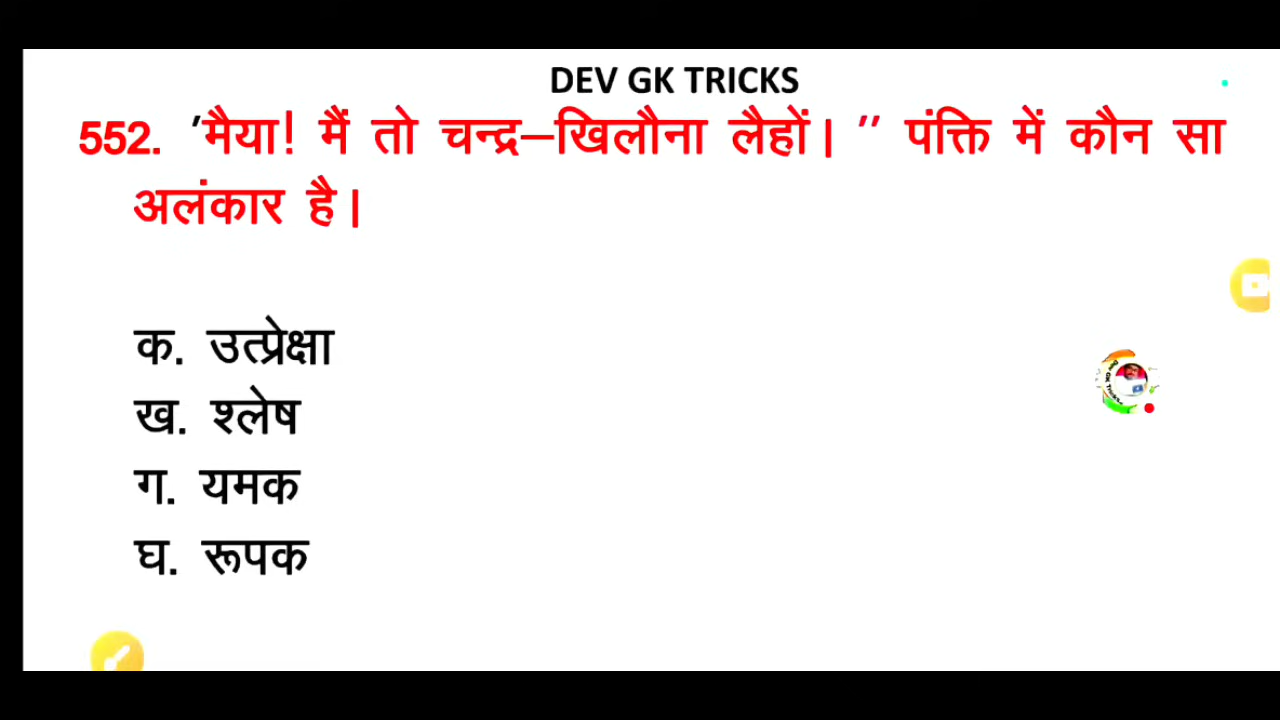 DEV GK TRICKS
552. 'मैया! मैं तो चन्द्र–खिलौना लैहों। ’’ पंक्ति में कौन सा
अलंकार है।
क. उत्प्रेक्षा
ख. श्लेष
ग. यमक
घ. रूपक